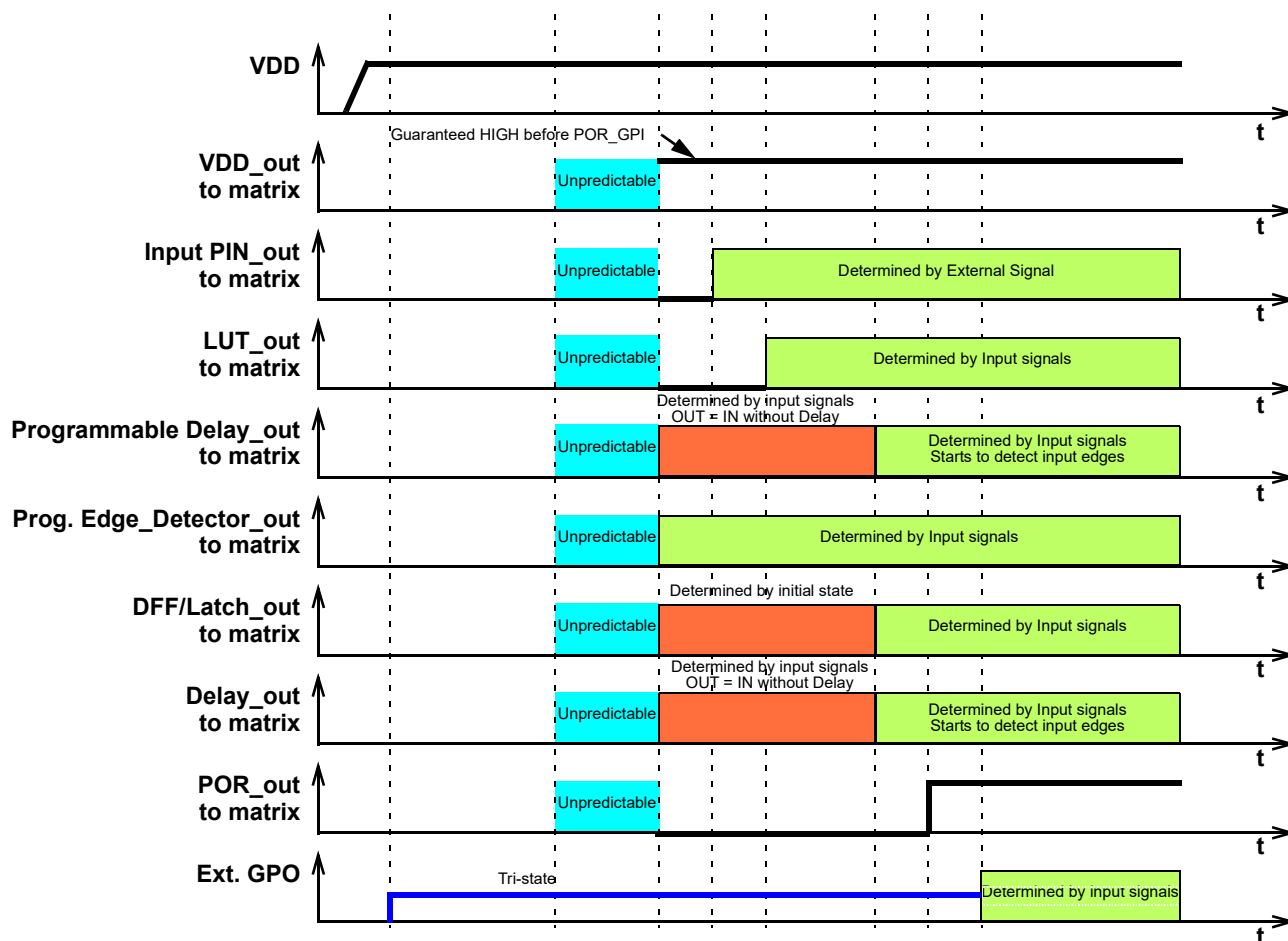 VDD
t
Guaranteed HIGH before POR_GPI
VDD_out
to matrix
Unpredictable
t
Input PIN_out
to matrix
Unpredictable
Determined by External Signal
t
LUT_out
to matrix
Unpredictable
Determined by Input signals
t
Determined by input signals
OUT = IN without Delay
Programmable Delay_out
to matrix
Unpredictable
Determined by Input signals
Starts to detect input edges
t
Prog. Edge_Detector_out
to matrix
Unpredictable
Determined by Input signals
t
Determined by initial state
DFF/Latch_out
to matrix
Unpredictable
Determined by Input signals
t
Determined by input signals
OUT = IN without Delay
Delay_out
to matrix
Unpredictable
Determined by Input signals
Starts to detect input edges
t
POR_out
to matrix
Unpredictable
t
Ext. GPO
Tri-state
Determined by input signals
t